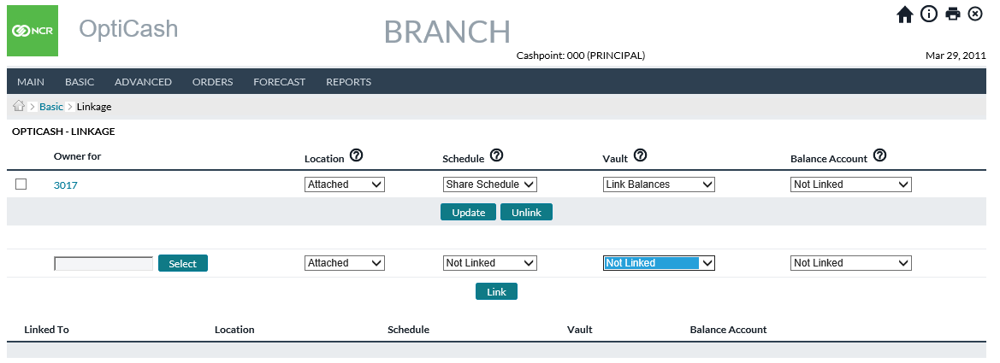 NCR
OptiCash
BRANCH
Cashpoint: 000 (PRINCIPAL)
Mar 29, 2011
MAIN BASIC ADVANCED ORDERS FORECAST REPORTS
Basic Linkage
OPTICASH - LINKAGE
Owner for Location ? Schedule ? Vault ? Balance Account ?
3017 Attached Share Schedule Link Balances Not Linked
Update Unlink
Select Attached Not Linked Not Linked Not Linked
Link
Linked To Location Schedule Vault Balance Account